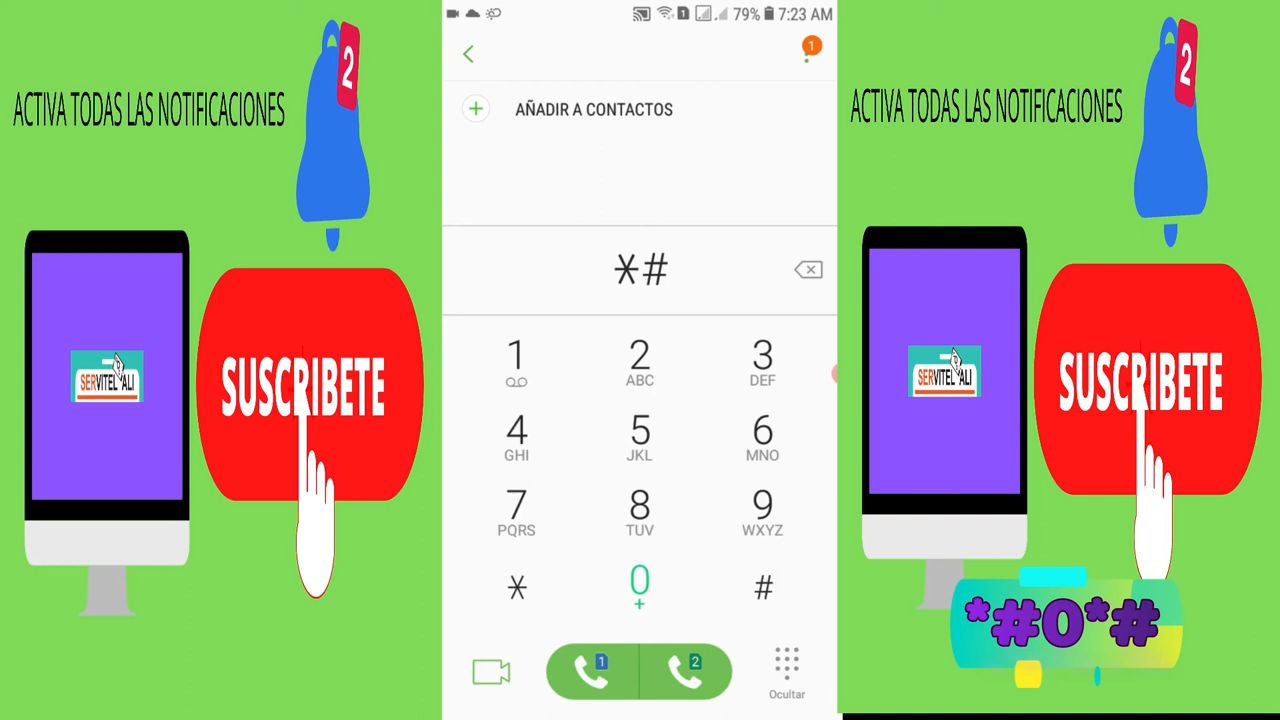 ACTIVA TODAS LAS NOTIFICACIONES
2
SERVITEL ALI
SUSCRIBETE
1 79% 7:23 AM
1
AÑADIR A CONTACTOS
*#
1 2 3
ABC DEF
4 5 6
GHI JKL MNO
7 8 9
PQRS TUV WXYZ
* 0 #
+
1 2
Ocultar
ACTIVA TODAS LAS NOTIFICACIONES
2
SERVITEL ALI
SUSCRIBETE
*#0*#